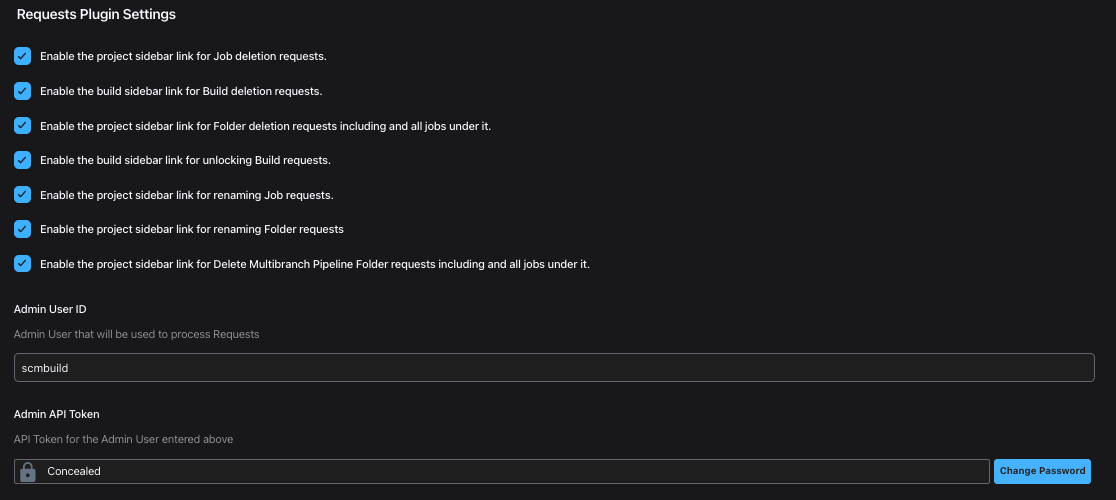 Requests Plugin Settings
Enable the project sidebar link for Job deletion requests.
Enable the build sidebar link for Build deletion requests.
Enable the project sidebar link for Folder deletion requests including and all jobs under it.
Enable the build sidebar link for unlocking Build requests.
Enable the project sidebar link for renaming Job requests.
Enable the project sidebar link for renaming Folder requests
Enable the project sidebar link for Delete Multibranch Pipeline Folder requests including and all jobs under it.
Admin User ID
Admin User that will be used to process Requests
scmbuild
Admin API Token
API Token for the Admin User entered above
Concealed Change Password